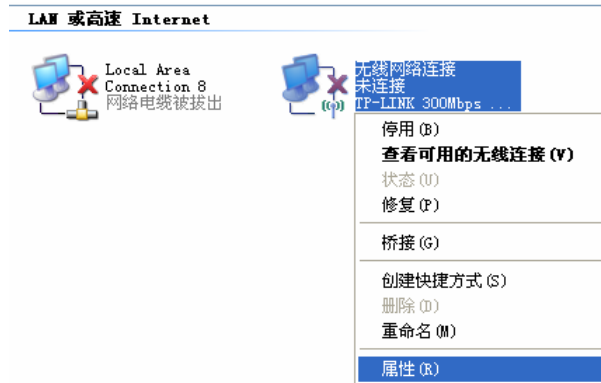 LAN 或高速 Internet
Local Area
Connection 8
网络电缆被拔出
无线网络连接
未连接
TP-LINK 300Mbps ...
停用(B)
查看可用的无线连接(V)
状态(U)
修复(P)
桥接(G)
创建快捷方式(S)
删除(D)
重命名(M)
属性(R)